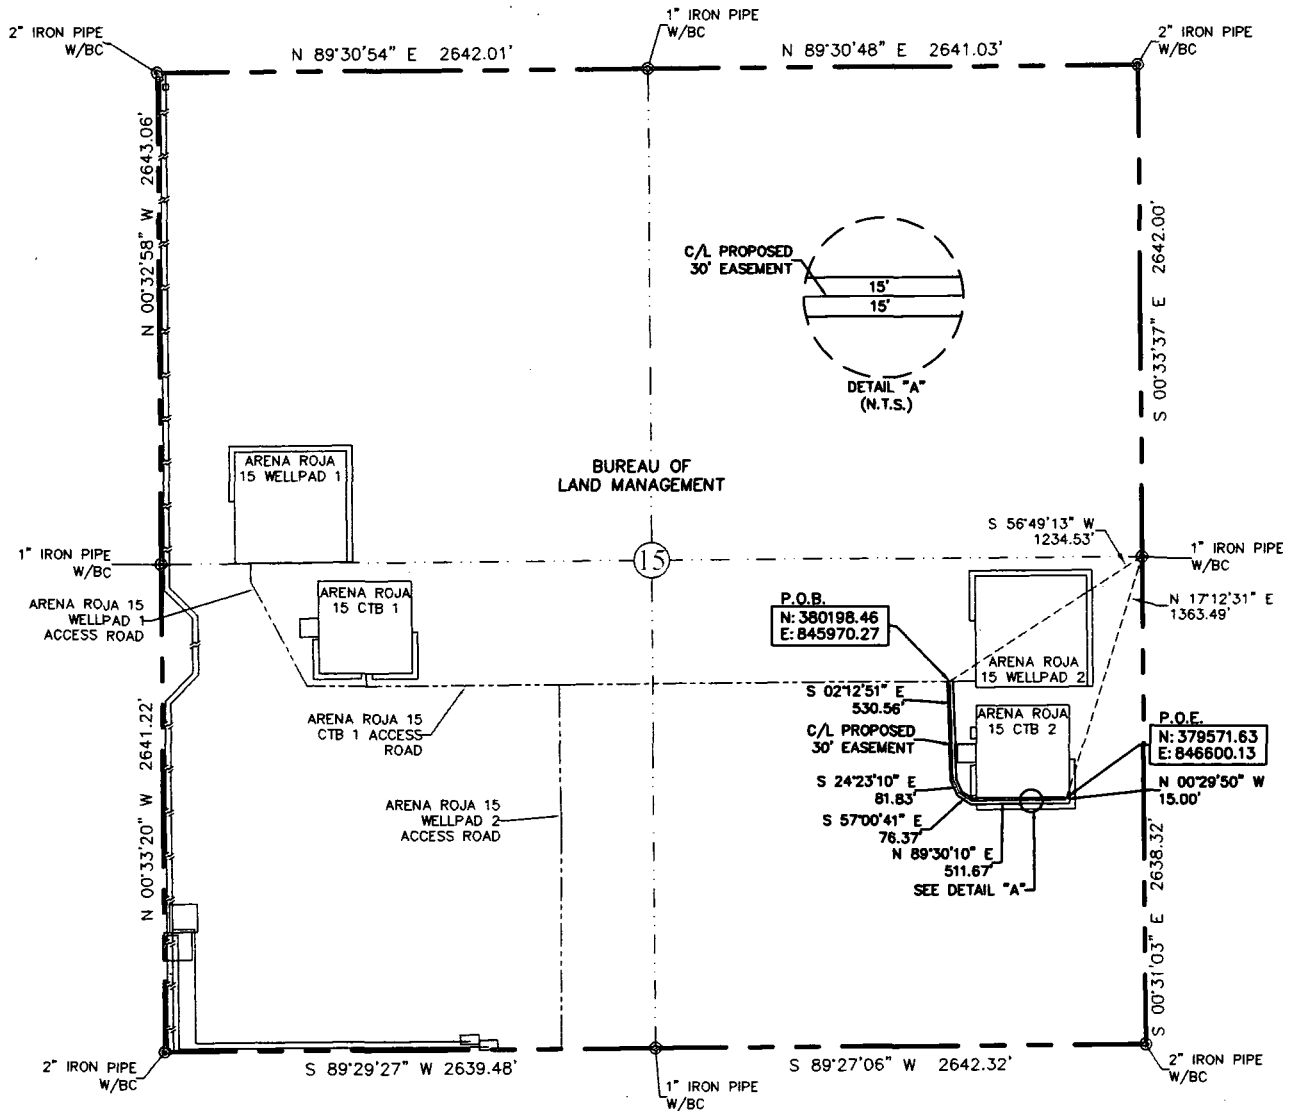 2" IRON PIPE
W/BC
N 89°30'54" E 2642.01'
1" IRON PIPE
W/BC
N 89°30'48" E 2641.03'
2" IRON PIPE
W/BC
N 00°32'58" W 2643.06'
S 00°33'37" E 2642.00'
C/L PROPOSED
30' EASEMENT
15'
15'
DETAIL "A"
(N.T.S.)
ARENA ROJA
15 WELLPAD 1
BUREAU OF
LAND MANAGEMENT
S 56°49'13" W
1234.53'
1" IRON PIPE
W/BC
15
1" IRON PIPE
W/BC
ARENA ROJA 15
WELLPAD 1
ACCESS ROAD
ARENA ROJA
15 CTB 1
P.O.B.
N: 380198.46
E: 845970.27
N 17°12'31" E
1363.49'
ARENA ROJA
15 WELLPAD 2
S 02°12'51" E
530.56'
ARENA ROJA 15
CTB 1 ACCESS
ROAD
C/L PROPOSED
30' EASEMENT
ARENA ROJA
15 CTB 2
P.O.E.
N: 379571.63
E: 846600.13
N 00°33'20" W 2641.22'
S 24°23'10" E
81.83'
N 00°29'50" W
15.00'
ARENA ROJA 15
WELLPAD 2
ACCESS ROAD
S 57°00'41" E
76.37'
N 89°30'10" E
511.67'
SEE DETAIL "A"
S 00°31'03" E 2638.32'
2" IRON PIPE
W/BC
S 89°29'27" W 2639.48'
1" IRON PIPE
W/BC
S 89°27'06" W 2642.32'
2" IRON PIPE
W/BC